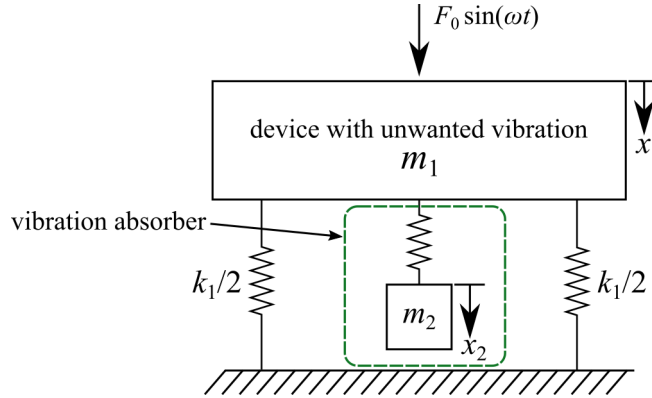 F₀ sin(ωt)
device with unwanted vibration
m₁
x
vibration absorber
k₁/2
k₁/2
m₂
x₂